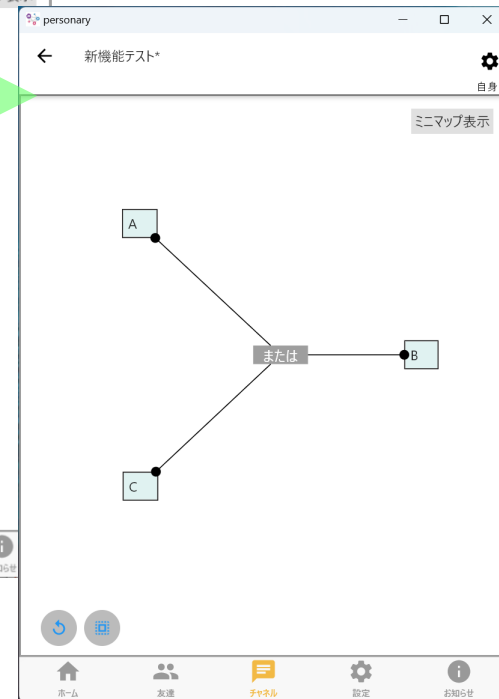 personary
新機能テスト*
自身
ミニマップ表示
A
または
B
C
ホーム
友達
チャネル
設定
お知らせ